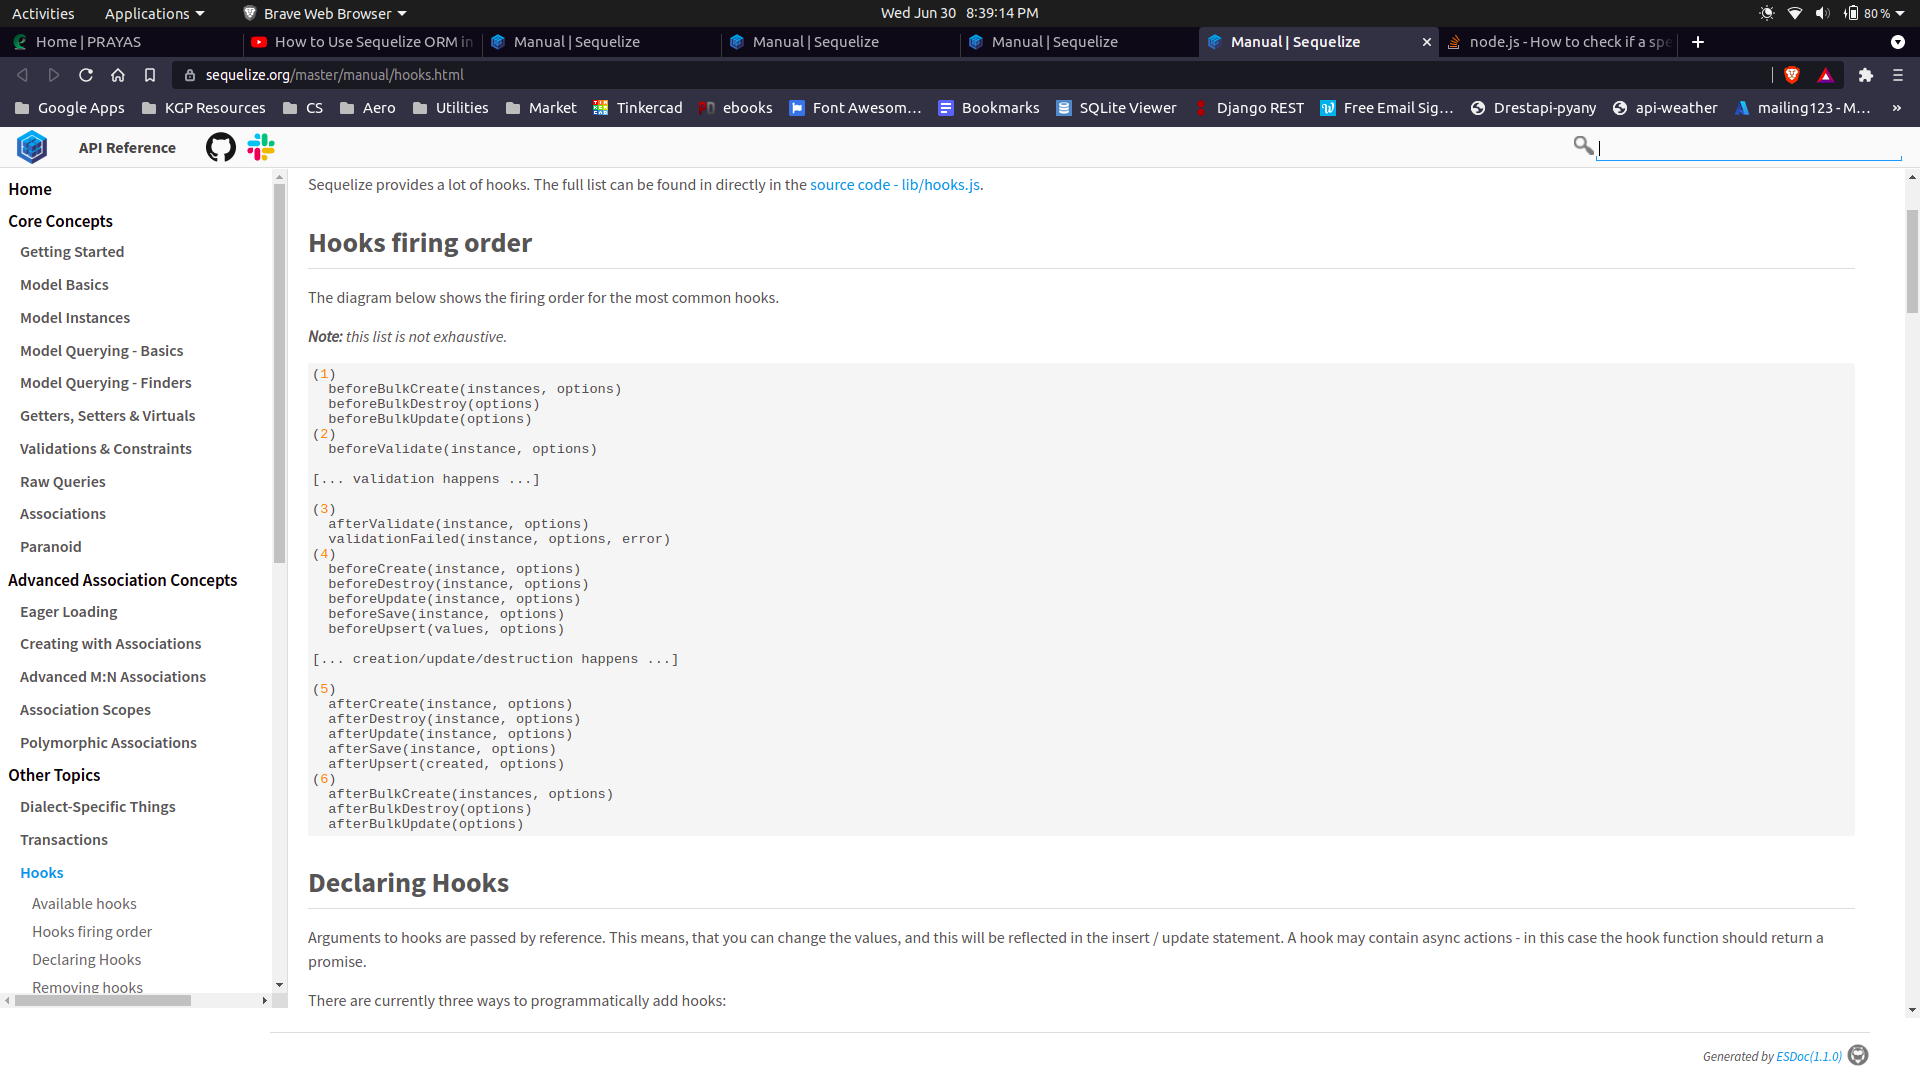 Activities Applications Brave Web Browser Wed Jun 30 8:39:14 PM 80 %
Home | PRAYAS How to Use Sequelize ORM in Manual | Sequelize Manual | Sequelize Manual | Sequelize Manual | Sequelize node.js - How to check if a spe
sequelize.org/master/manual/hooks.html
Google Apps KGP Resources CS Aero Utilities Market Tinkercad ebooks Font Awesom… Bookmarks SQLite Viewer Django REST Free Email Sig… Drestapi-pyany api-weather mailing123 - M… »
API Reference
Home
Core Concepts
Getting Started
Model Basics
Model Instances
Model Querying - Basics
Model Querying - Finders
Getters, Setters & Virtuals
Validations & Constraints
Raw Queries
Associations
Paranoid
Advanced Association Concepts
Eager Loading
Creating with Associations
Advanced M:N Associations
Association Scopes
Polymorphic Associations
Other Topics
Dialect-Specific Things
Transactions
Hooks
Available hooks
Hooks firing order
Declaring Hooks
Removing hooks
Sequelize provides a lot of hooks. The full list can be found in directly in the source code - lib/hooks.js.
Hooks firing order
The diagram below shows the firing order for the most common hooks.
Note: this list is not exhaustive.
(1)
beforeBulkCreate(instances, options)
beforeBulkDestroy(options)
beforeBulkUpdate(options)
(2)
beforeValidate(instance, options)
[... validation happens ...]
(3)
afterValidate(instance, options)
validationFailed(instance, options, error)
(4)
beforeCreate(instance, options)
beforeDestroy(instance, options)
beforeUpdate(instance, options)
beforeSave(instance, options)
beforeUpsert(values, options)
[... creation/update/destruction happens ...]
(5)
afterCreate(instance, options)
afterDestroy(instance, options)
afterUpdate(instance, options)
afterSave(instance, options)
afterUpsert(created, options)
(6)
afterBulkCreate(instances, options)
afterBulkDestroy(options)
afterBulkUpdate(options)
Declaring Hooks
Arguments to hooks are passed by reference. This means, that you can change the values, and this will be reflected in the insert / update statement. A hook may contain async actions - in this case the hook function should return a
promise.
There are currently three ways to programmatically add hooks:
Generated by ESDoc(1.1.0)